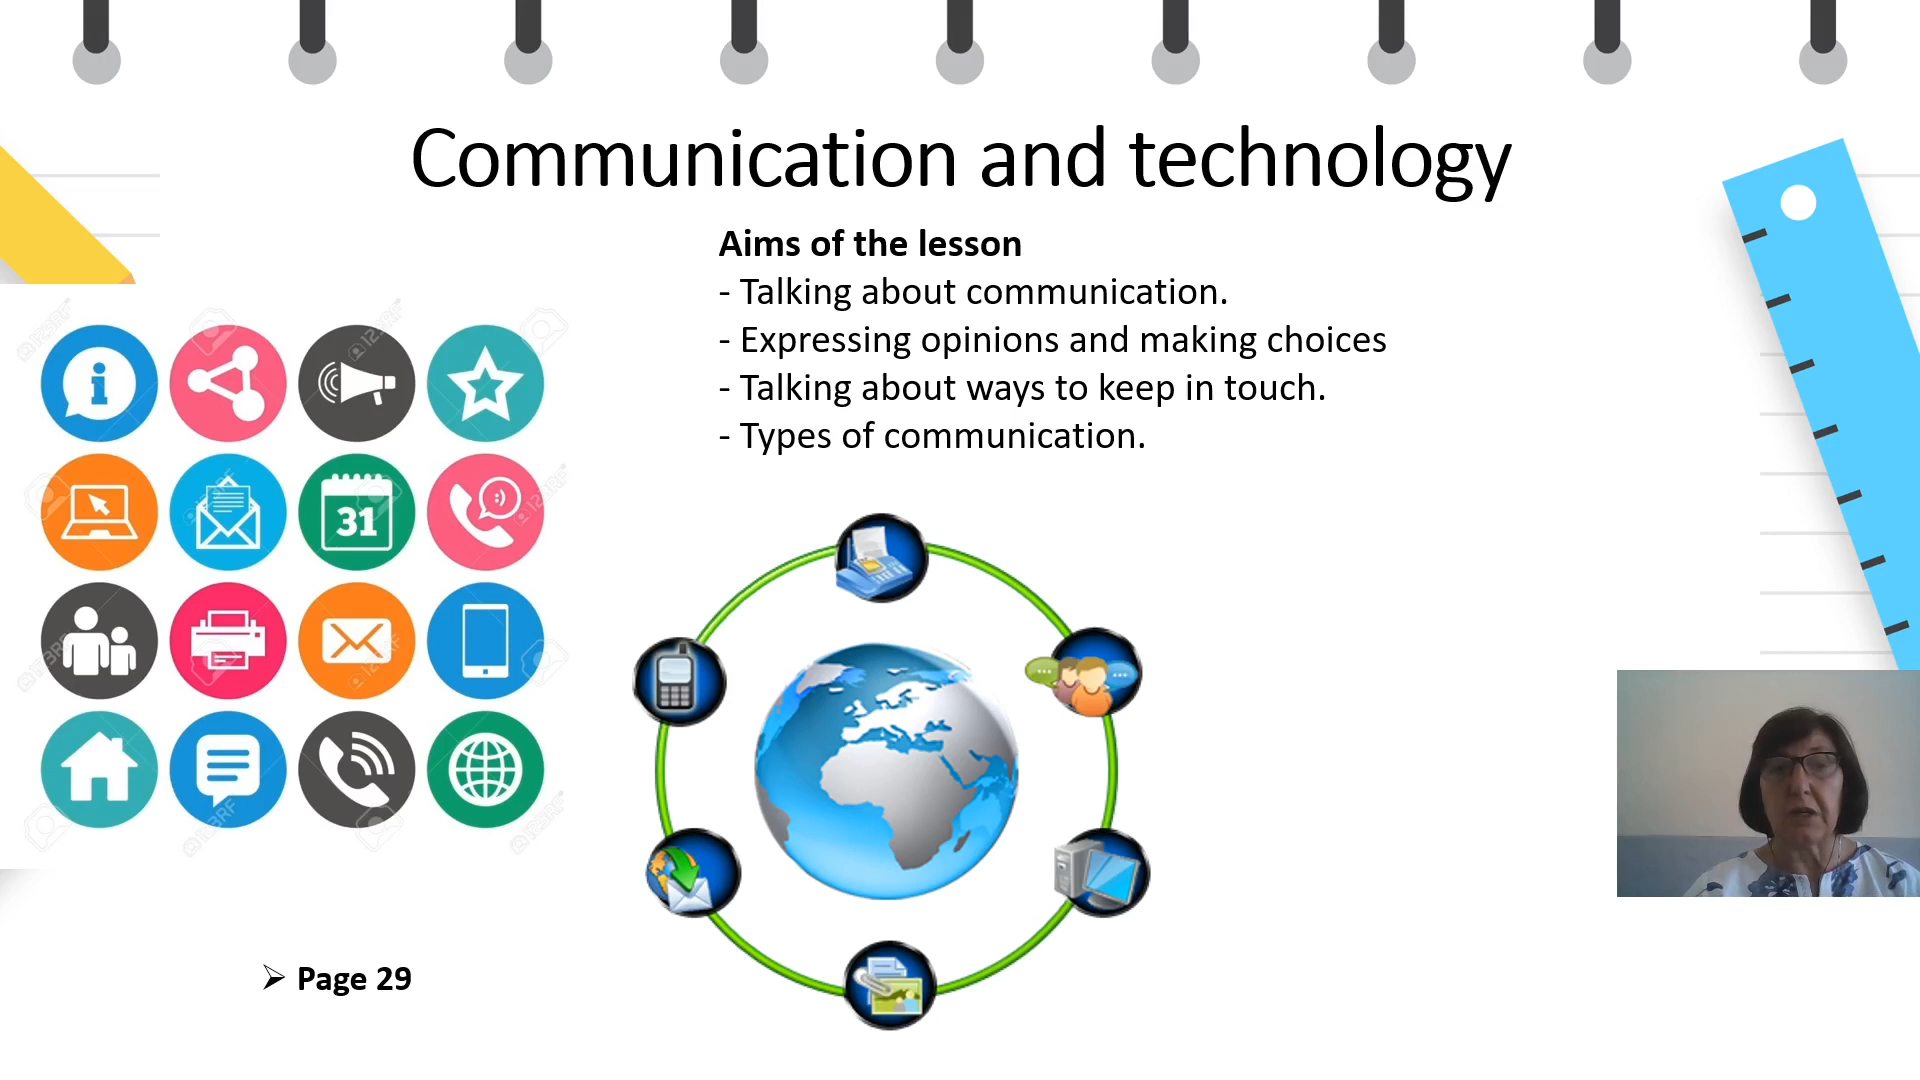 Communication and technology
Aims of the lesson
- Talking about communication.
- Expressing opinions and making choices
- Talking about ways to keep in touch.
- Types of communication.
31
➢ Page 29